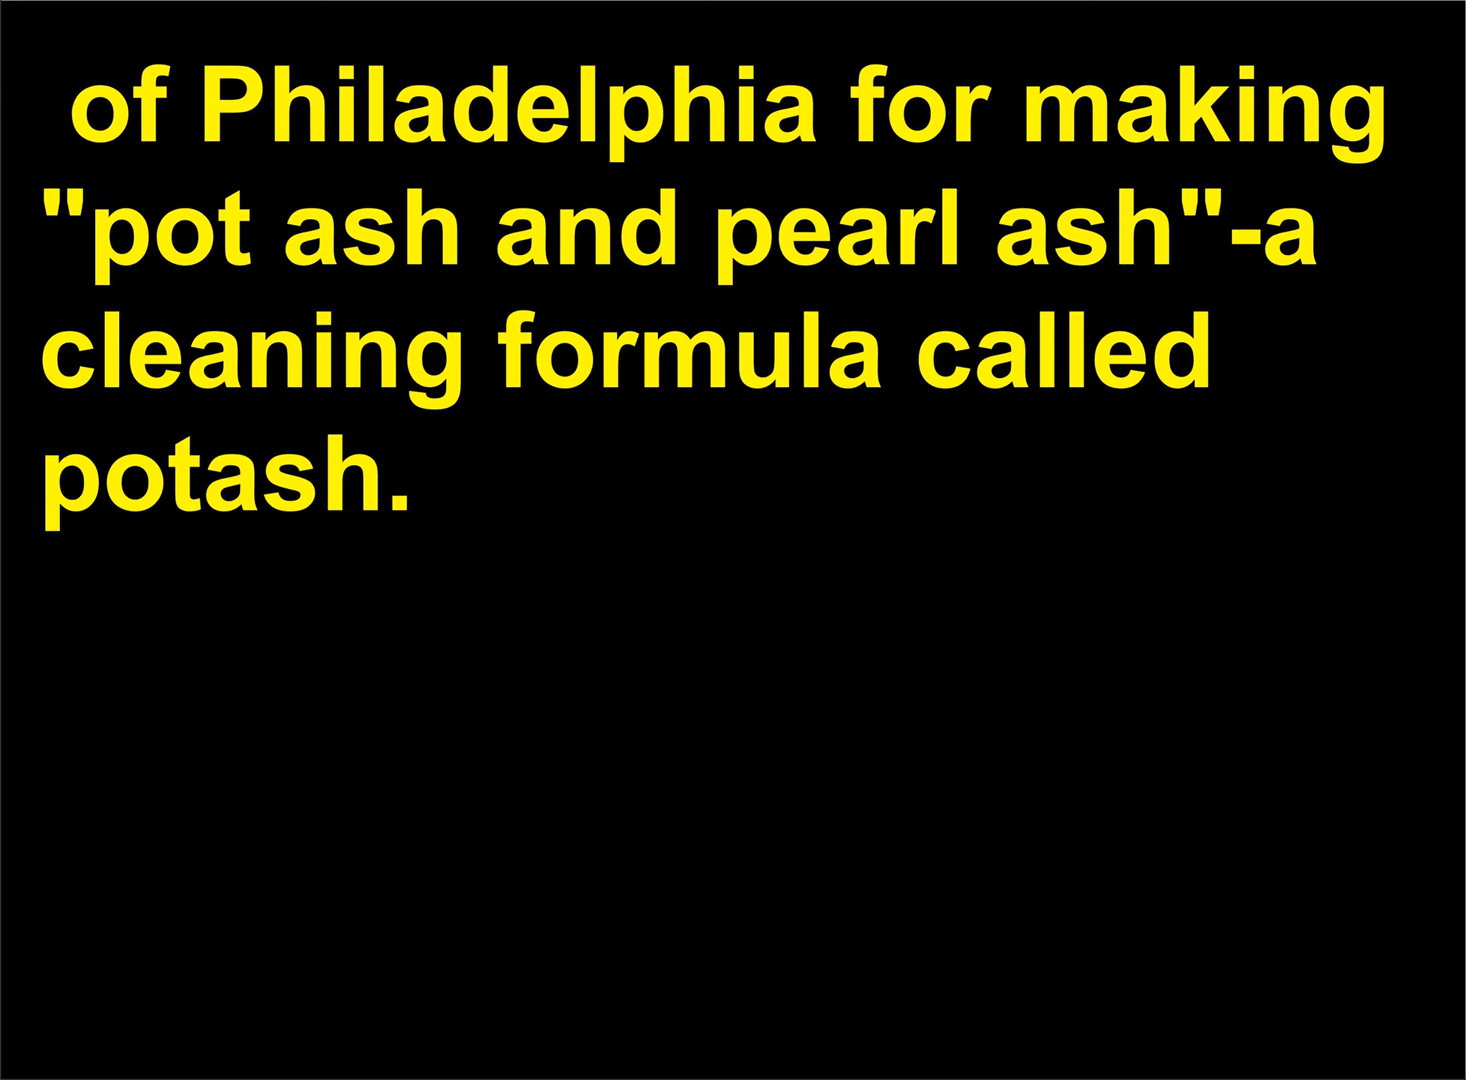 of Philadelphia for making
"pot ash and pearl ash"-a
cleaning formula called
potash.